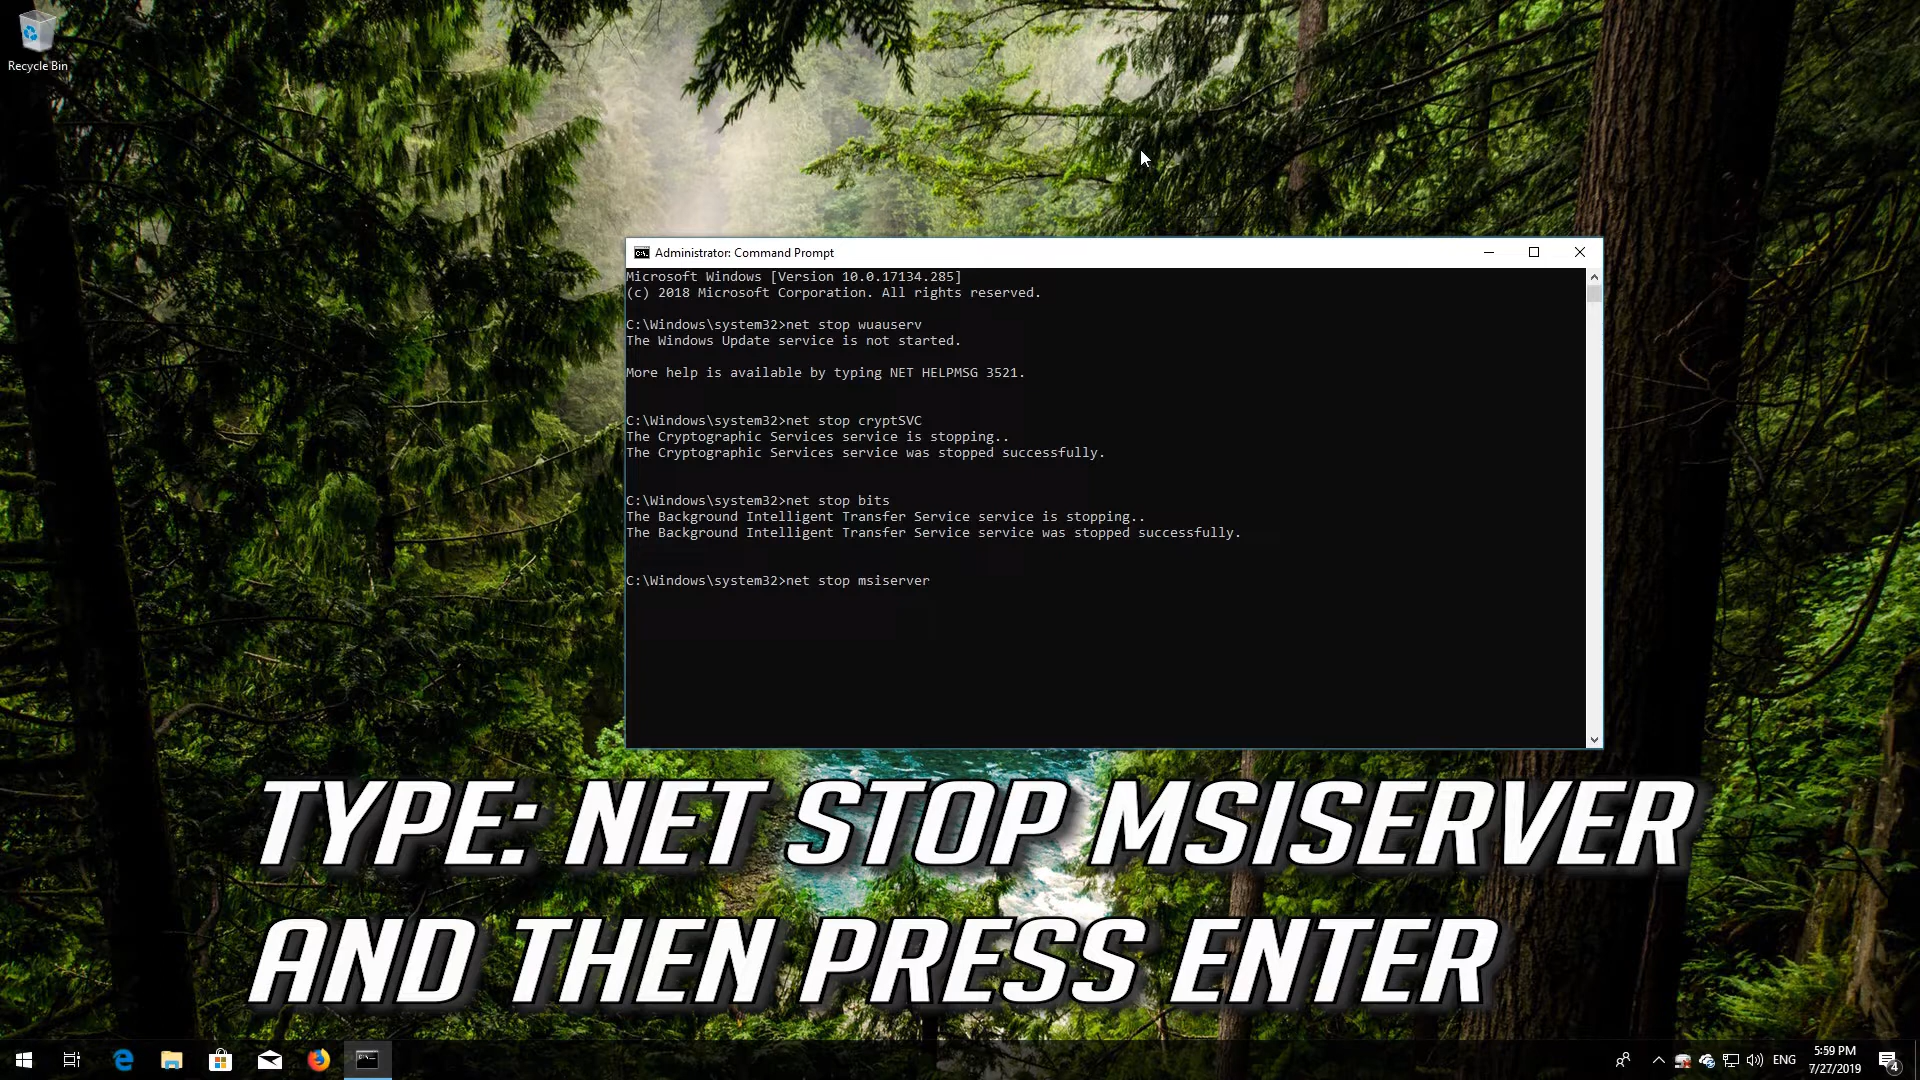 Recycle Bin
Administrator: Command Prompt
Microsoft Windows [Version 10.0.17134.285]
(c) 2018 Microsoft Corporation. All rights reserved.
C:\Windows\system32>net stop wuauserv
The Windows Update service is not started.
More help is available by typing NET HELPMSG 3521.
C:\Windows\system32>net stop cryptSVC
The Cryptographic Services service is stopping..
The Cryptographic Services service was stopped successfully.
C:\Windows\system32>net stop bits
The Background Intelligent Transfer Service service is stopping..
The Background Intelligent Transfer Service service was stopped successfully.
C:\Windows\system32>net stop msiserver
TYPE: NET STOP MSISERVER
AND THEN PRESS ENTER
ENG
5:59 PM
7/27/2019
4